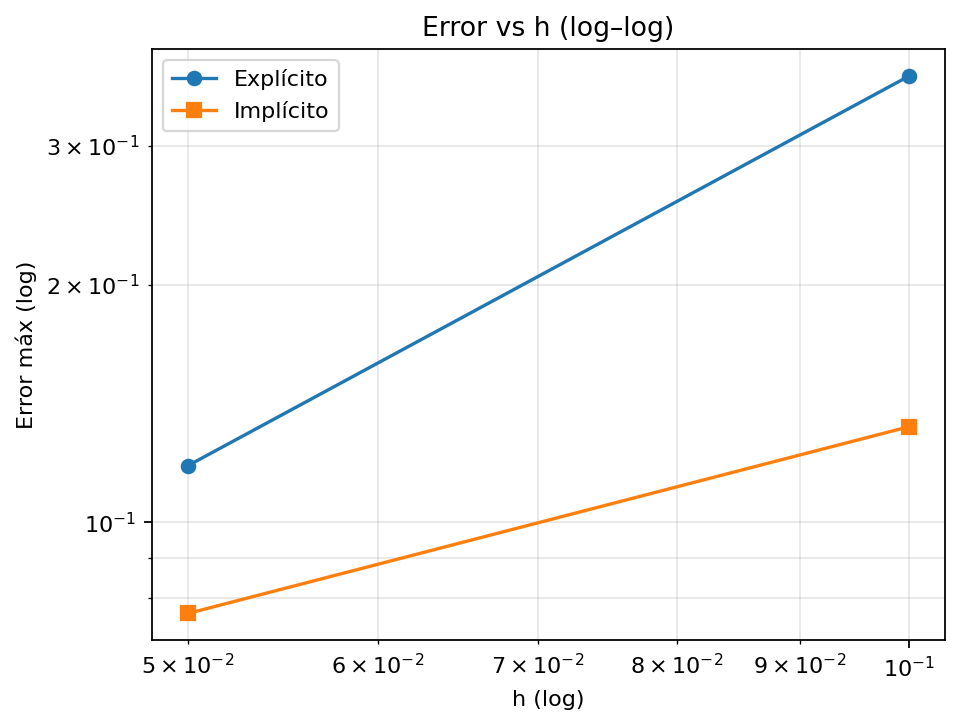 Error vs h (log–log)
Explícito
Implícito
3 × 10⁻¹
2 × 10⁻¹
10⁻¹
Error máx (log)
5 × 10⁻² 6 × 10⁻² 7 × 10⁻² 8 × 10⁻² 9 × 10⁻² 10⁻¹
h (log)